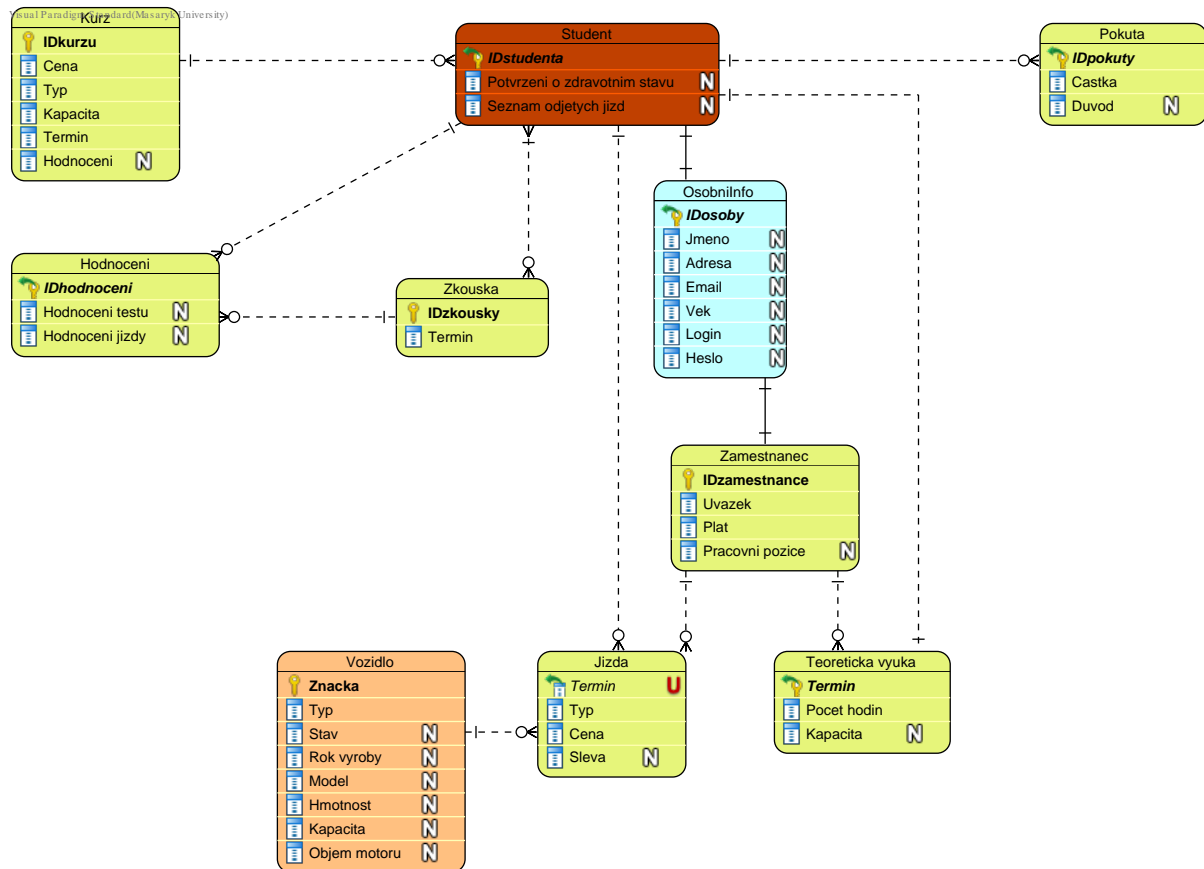 Visual Paradigm Standard(Masaryk University)
Kurz
IDkurzu
Cena
Typ
Kapacita
Termin
Hodnoceni N
Student
IDstudenta
Potvrzeni o zdravotnim stavu N
Seznam odjetych jizd N
Pokuta
IDpokuty
Castka
Duvod N
OsobniInfo
IDosoby
Jmeno N
Adresa N
Email N
Vek N
Login N
Heslo N
Hodnoceni
IDhodnoceni
Hodnoceni testu N
Hodnoceni jizdy N
Zkouska
IDzkousky
Termin
Zamestnanec
IDzamestnance
Uvazek
Plat
Pracovni pozice N
Vozidlo
Znacka
Typ
Stav N
Rok vyroby N
Model N
Hmotnost N
Kapacita N
Objem motoru N
Jizda
Termin U
Typ
Cena
Sleva N
Teoreticka vyuka
Termin
Pocet hodin
Kapacita N